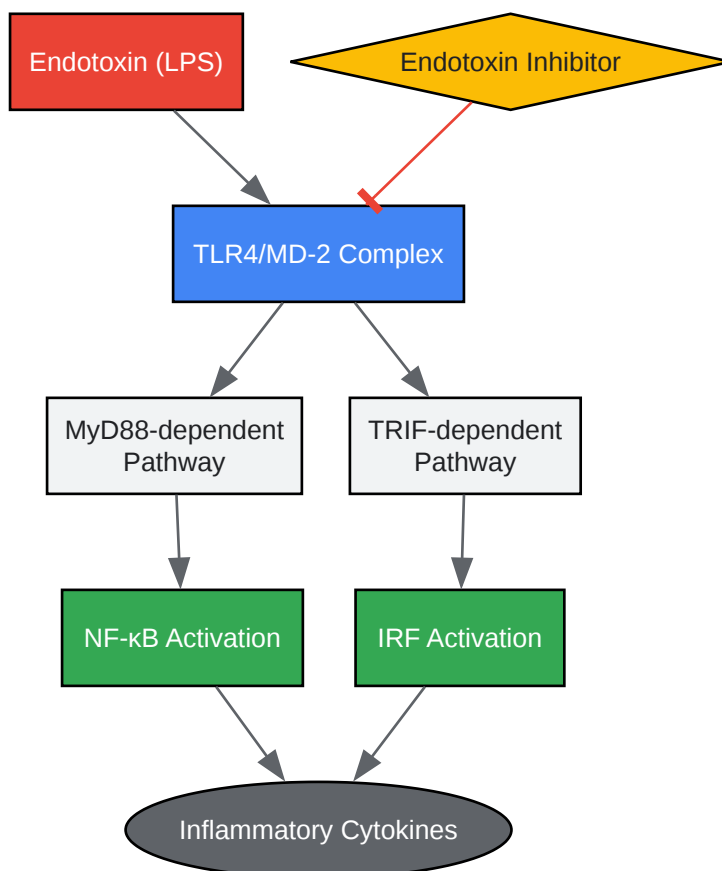 Endotoxin (LPS)
Endotoxin Inhibitor
TLR4/MD-2 Complex
MyD88-dependent
Pathway
TRIF-dependent
Pathway
NF-κB Activation
IRF Activation
Inflammatory Cytokines